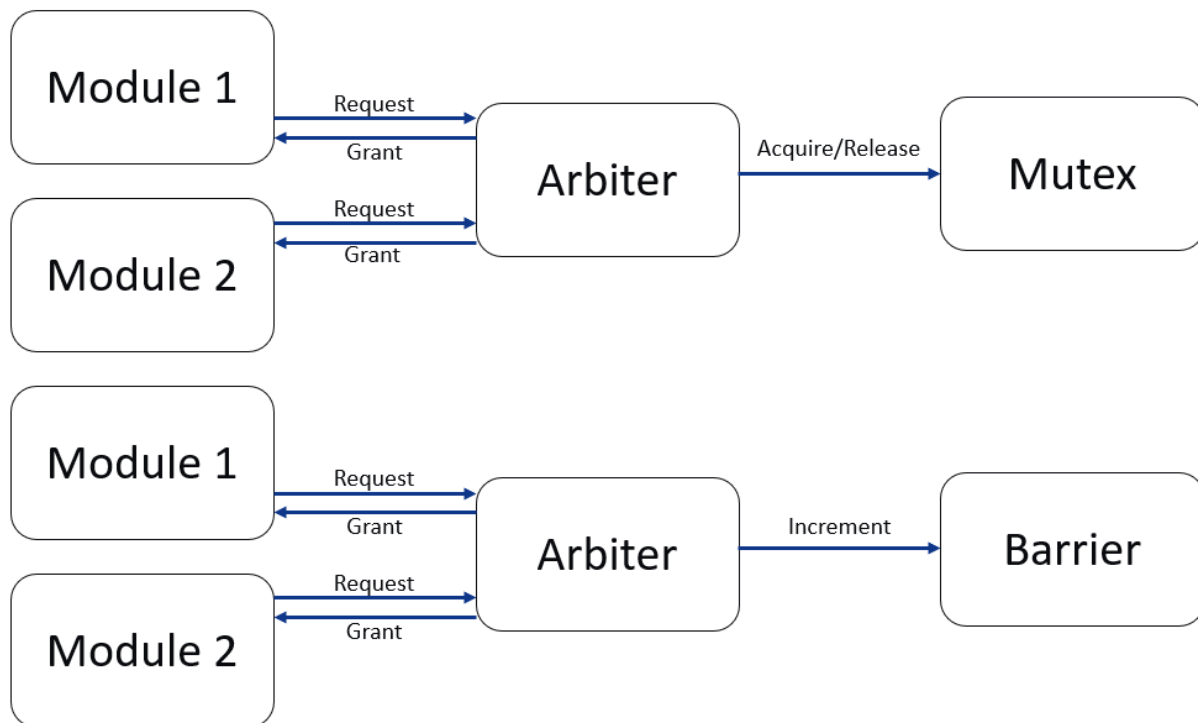 Module 1
Request
Grant
Module 2
Request
Grant
Arbiter
Acquire/Release
Mutex
Module 1
Request
Grant
Module 2
Request
Grant
Arbiter
Increment
Barrier